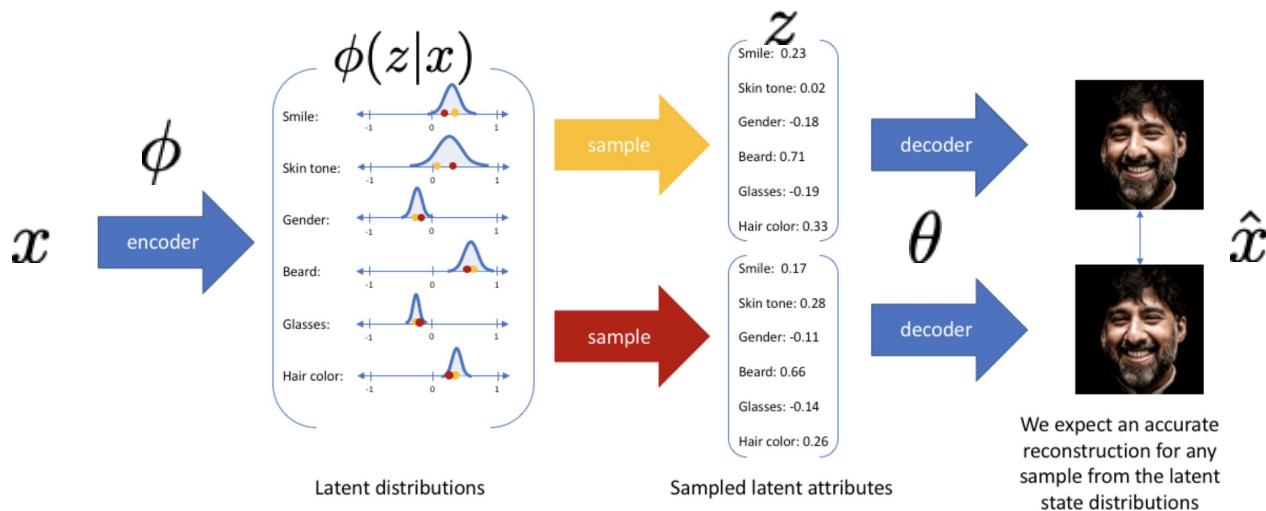 x
ϕ
encoder
ϕ(z|x)
Smile:
-1 0 1
Skin tone:
-1 0 1
Gender:
-1 0 1
Beard:
-1 0 1
Glasses:
-1 0 1
Hair color:
-1 0 1
Latent distributions
sample
sample
z
Smile: 0.23
Skin tone: 0.02
Gender: -0.18
Beard: 0.71
Glasses: -0.19
Hair color: 0.33
Smile: 0.17
Skin tone: 0.28
Gender: -0.11
Beard: 0.66
Glasses: -0.14
Hair color: 0.26
Sampled latent attributes
decoder
θ
decoder
x̂
We expect an accurate
reconstruction for any
sample from the latent
state distributions